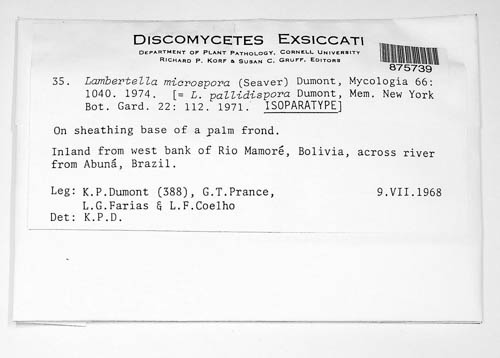 DISCOMYCETES EXSICCATI
DEPARTMENT OF PLANT PATHOLOGY, CORNELL UNIVERSITY
RICHARD P. KORF & SUSAN C. GRUFF, EDITORS
875739
35. Lambertella microspora (Seaver) Dumont, Mycologia 66:
1040. 1974. [= L. pallidispora Dumont, Mem. New York
Bot. Gard. 22: 112. 1971. ISOPARATYPE]
On sheathing base of a palm frond.
Inland from west bank of Rio Mamoré, Bolivia, across river
from Abuná, Brazil.
Leg: K.P.Dumont (388), G.T.Prance, 9.VII.1968
L.G.Farias & L.F.Coelho
Det: K.P.D.